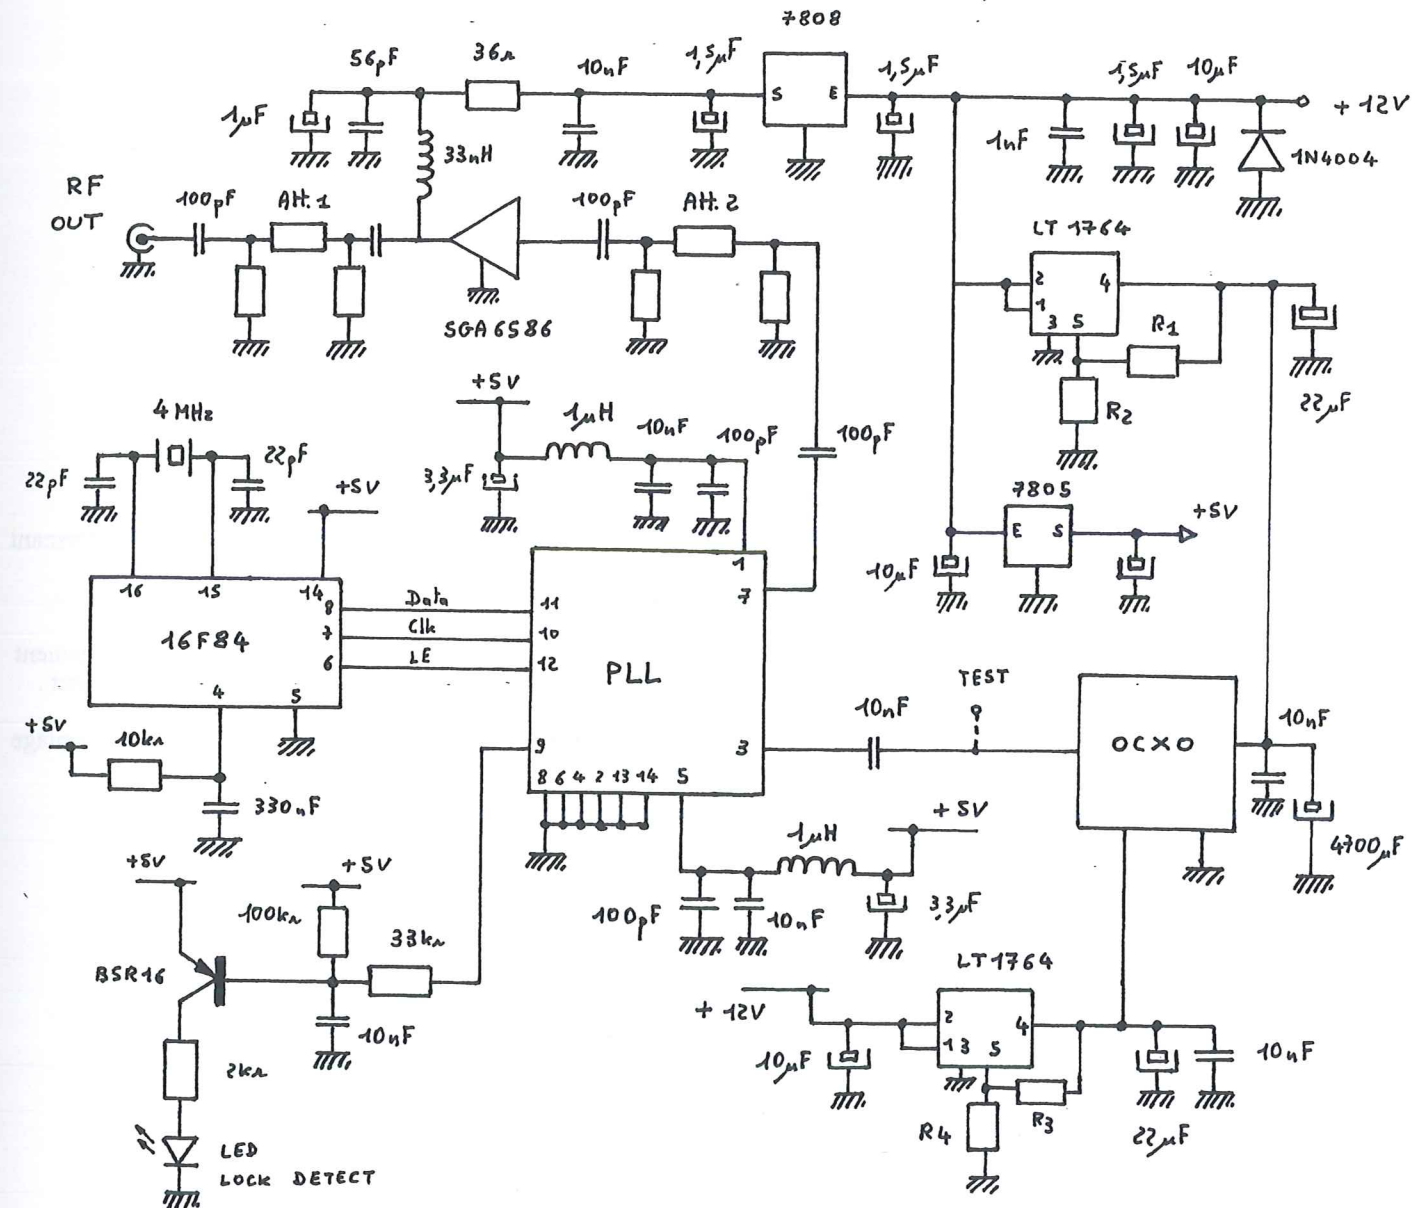 7808
56pF
36Ω
10nF
1,5µF
S
E
1,5µF
1,5µF
10µF
1µF
+12V
33nH
1nF
1N4004
RF
OUT
100pF
Att.1
100pF
Att.2
LT 1764
2
1
4
3
5
R1
R2
SGA6586
22µF
4 MHz
22pF
22pF
+5V
1µH
10nF
100pF
3,3µF
100pF
+5V
7805
E
S
+5V
10µF
16
15
14
8
7
6
4
5
16F84
Data
Clk
LE
1
7
11
10
12
9
3
8
6
4
2
13
14
5
PLL
TEST
10nF
OCXO
10nF
4700µF
+5V
10kΩ
330nF
+5V
1µH
100pF
10nF
3,3µF
+5V
+5V
100kΩ
33kΩ
BSR16
10nF
2kΩ
LED
LOCK DETECT
LT1764
+12V
2
1
3
5
4
10µF
R3
R4
22µF
10nF